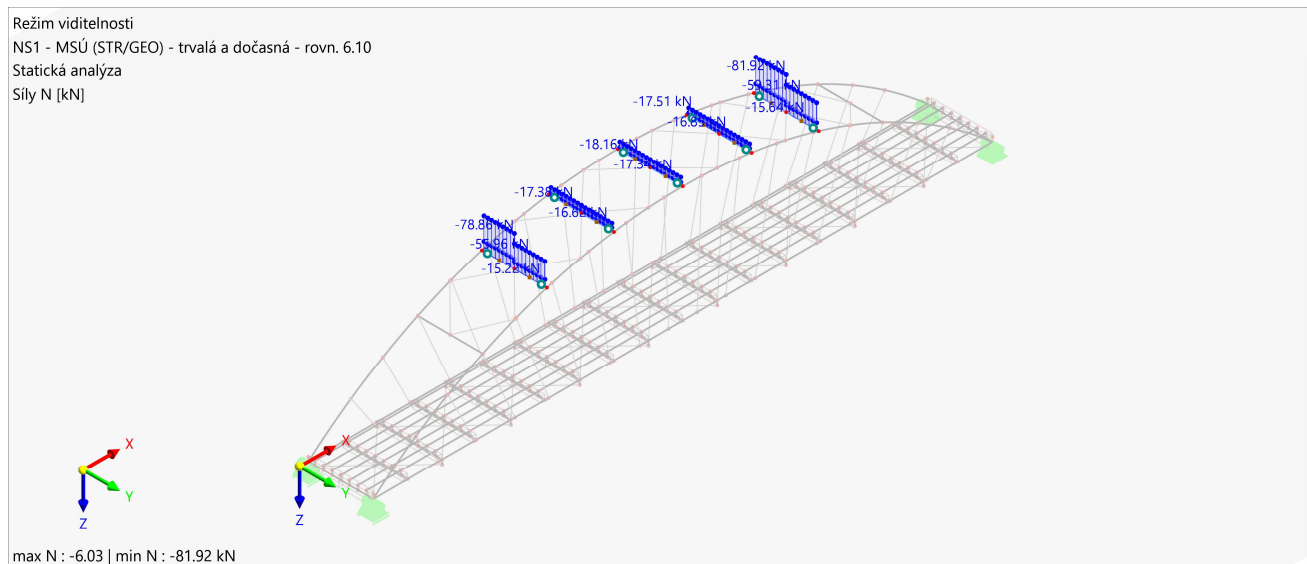 Režim viditelnosti
NS1 - MSÚ (STR/GEO) - trvalá a dočasná - rovn. 6.10
Statická analýza
Síly N [kN]
-81.92 kN
-15.64 kN
-17.51 kN
-18.16 kN
-17.38 kN
-78.86 kN
-15.22 kN
X
Y
Z
X
Y
Z
max N : -6.03 | min N : -81.92 kN